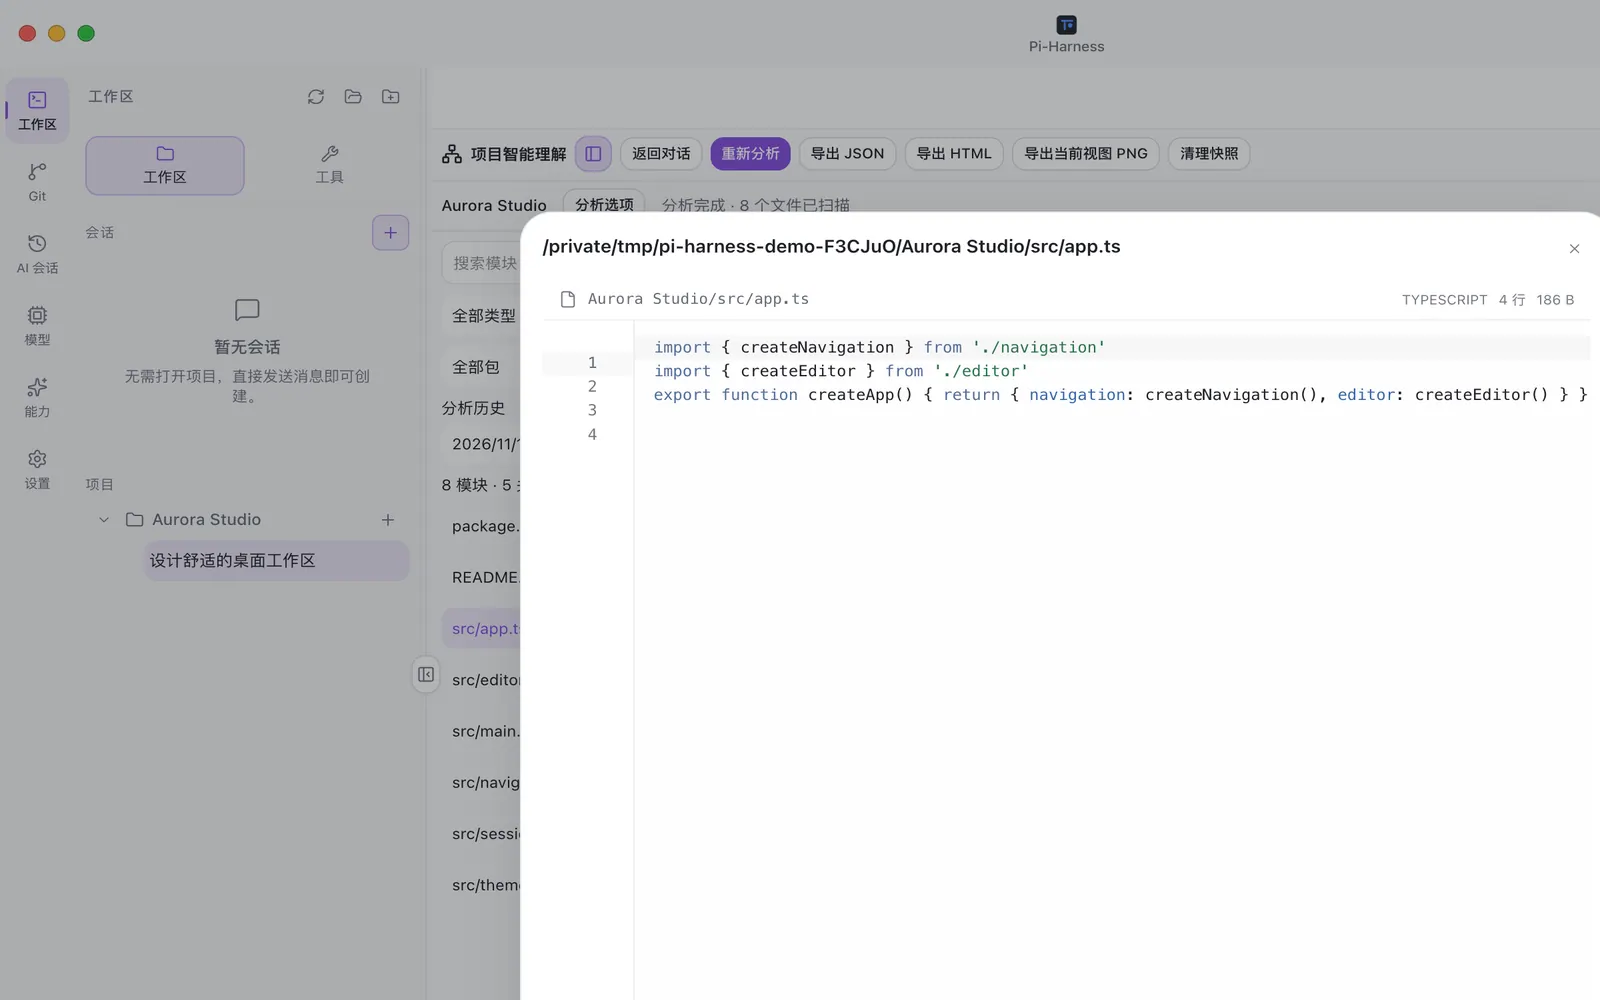 Pi-Harness
工作区
Git
AI 会话
模型
能力
设置
工作区
工作区
工具
会话
暂无会话
无需打开项目，直接发送消息即可创
建。
项目
Aurora Studio
设计舒适的桌面工作区
项目智能理解
返回对话
重新分析
导出 JSON
导出 HTML
导出当前视图 PNG
清理快照
Aurora Studio
分析选项
分析完成 · 8 个文件已扫描
搜索模块
全部类型
全部包
分析历史
2026/11/
8 模块 · 5
package.
README.
src/app.t
src/edito
src/main.
src/navig
src/sessi
src/them
/private/tmp/pi-harness-demo-F3CJuO/Aurora Studio/src/app.ts
Aurora Studio/src/app.ts
TYPESCRIPT 4 行 186 B
1
2
3
4
import { createNavigation } from './navigation'
import { createEditor } from './editor'
export function createApp() { return { navigation: createNavigation(), editor: createEditor() } }